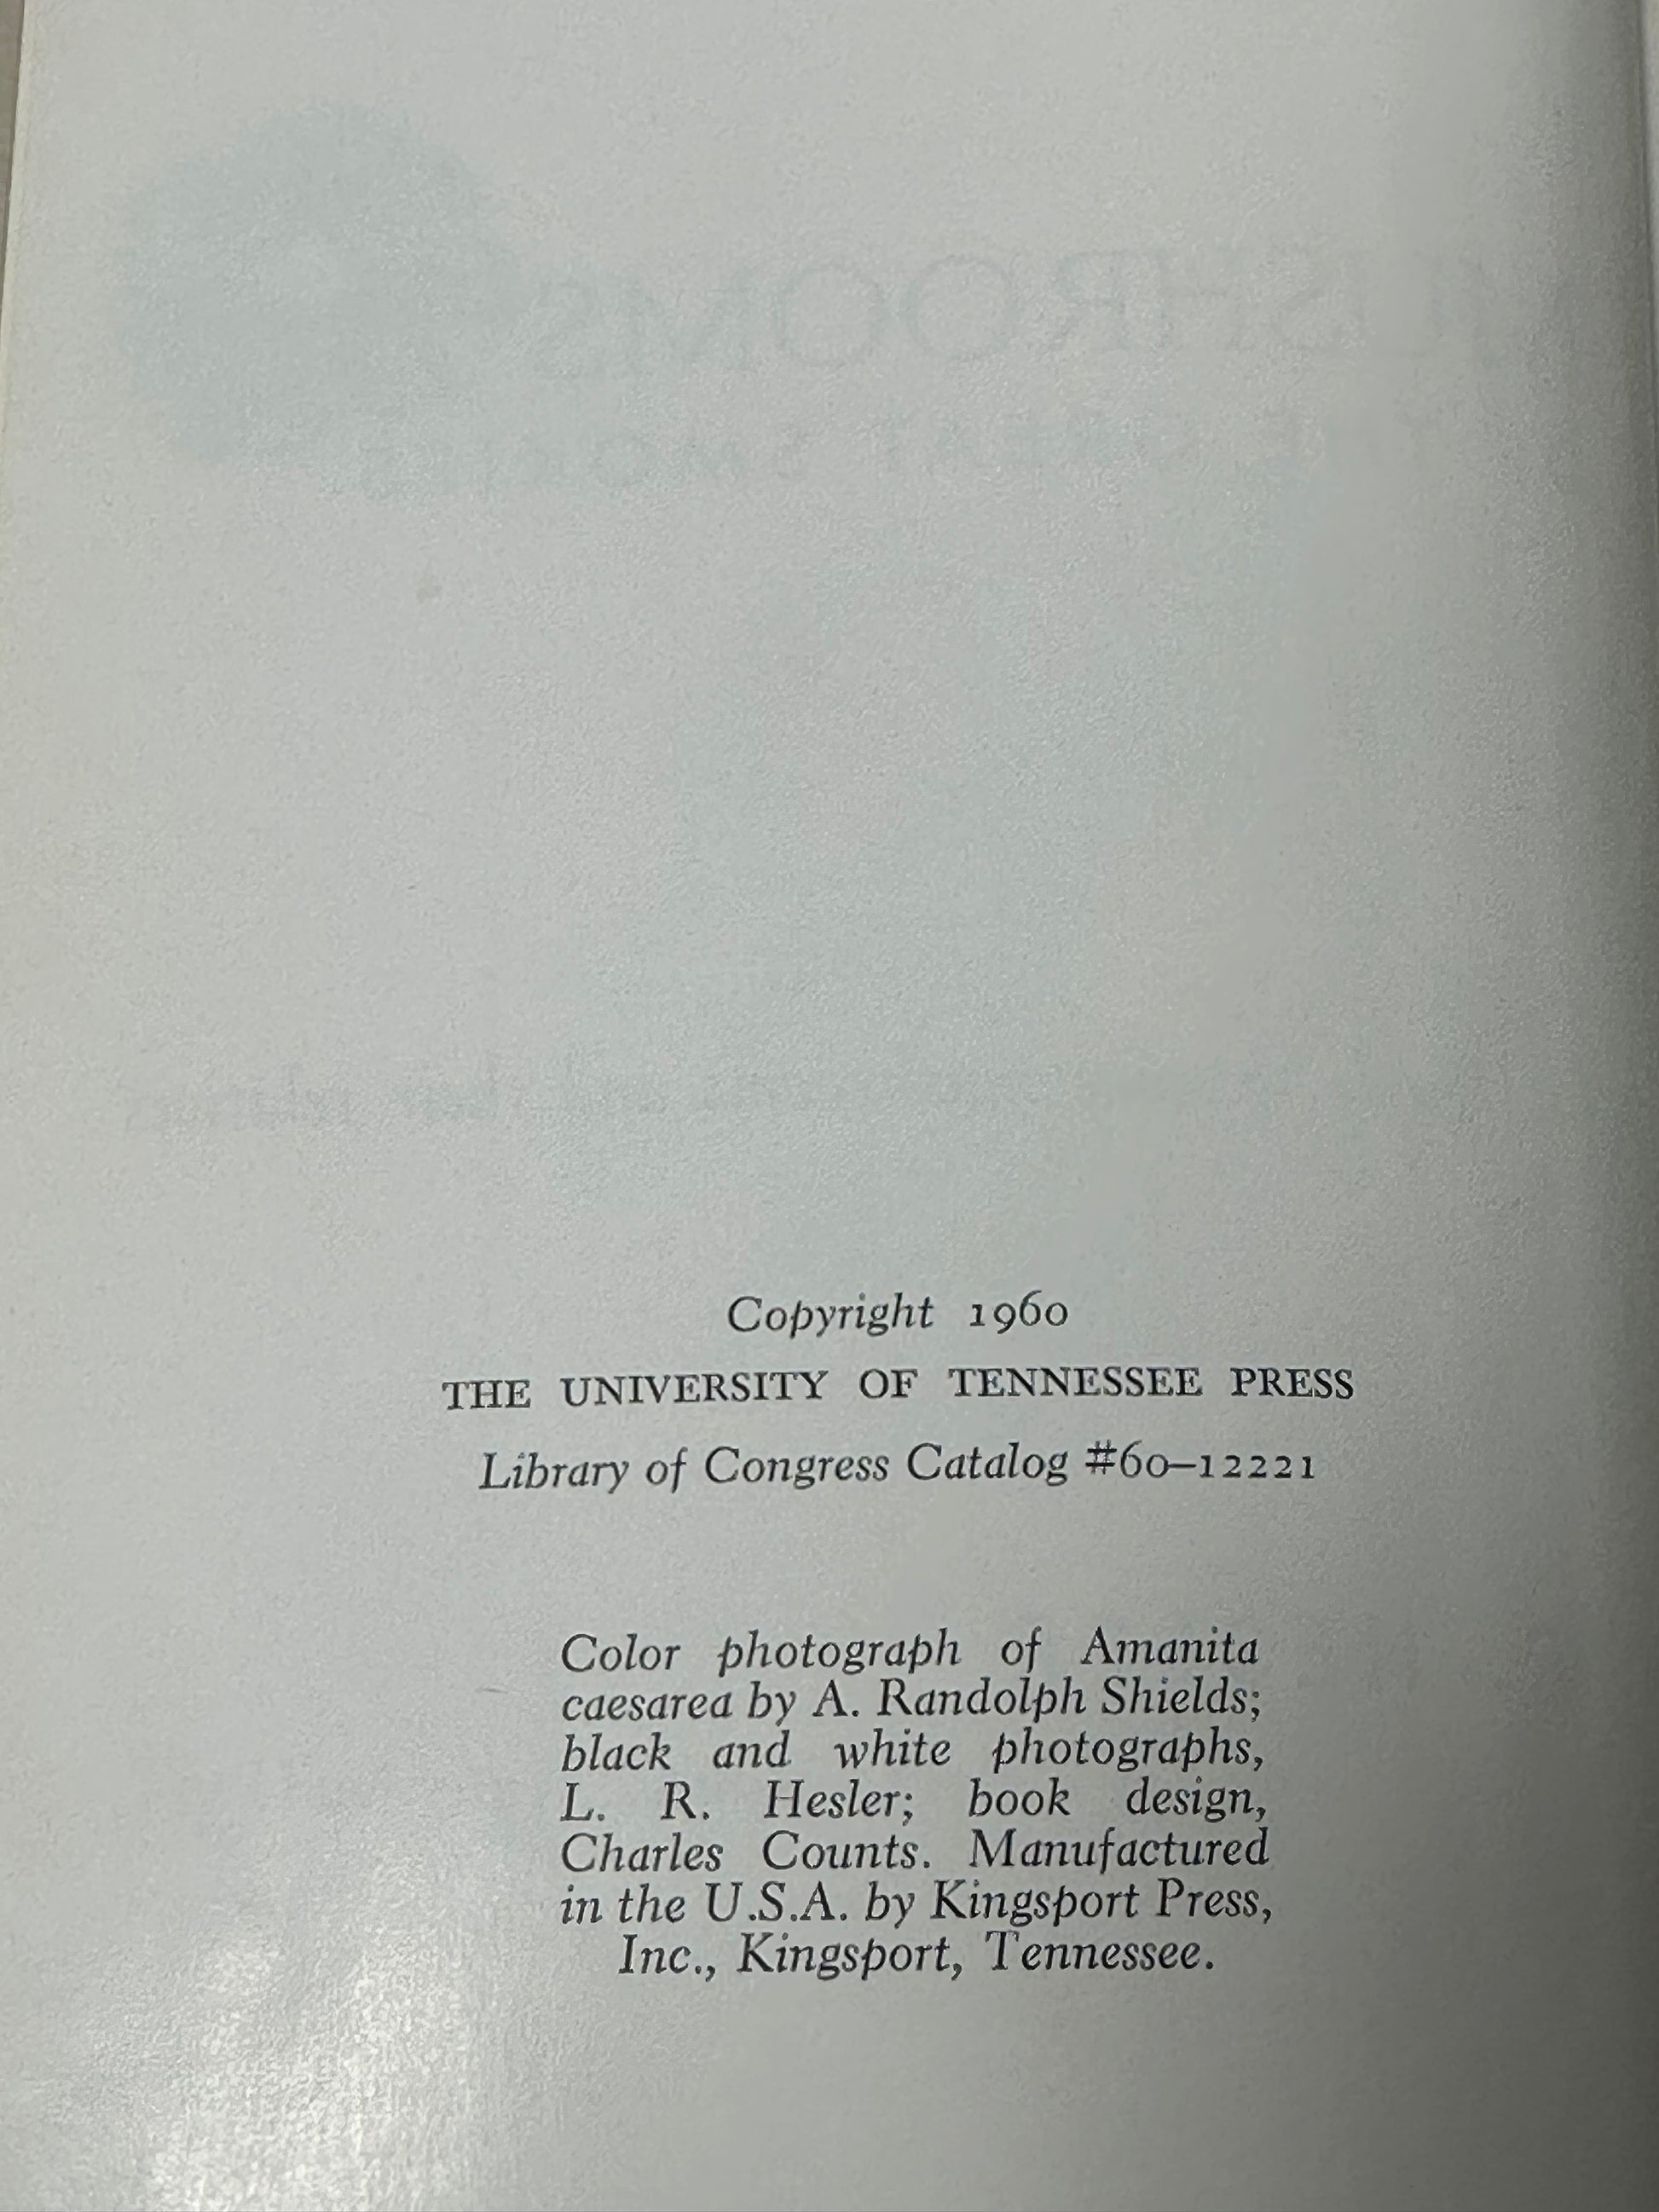 Copyright 1960
THE UNIVERSITY OF TENNESSEE PRESS
Library of Congress Catalog #60–12221
Color photograph of Amanita
caesarea by A. Randolph Shields;
black and white photographs,
L. R. Hesler; book design,
Charles Counts. Manufactured
in the U.S.A. by Kingsport Press,
Inc., Kingsport, Tennessee.